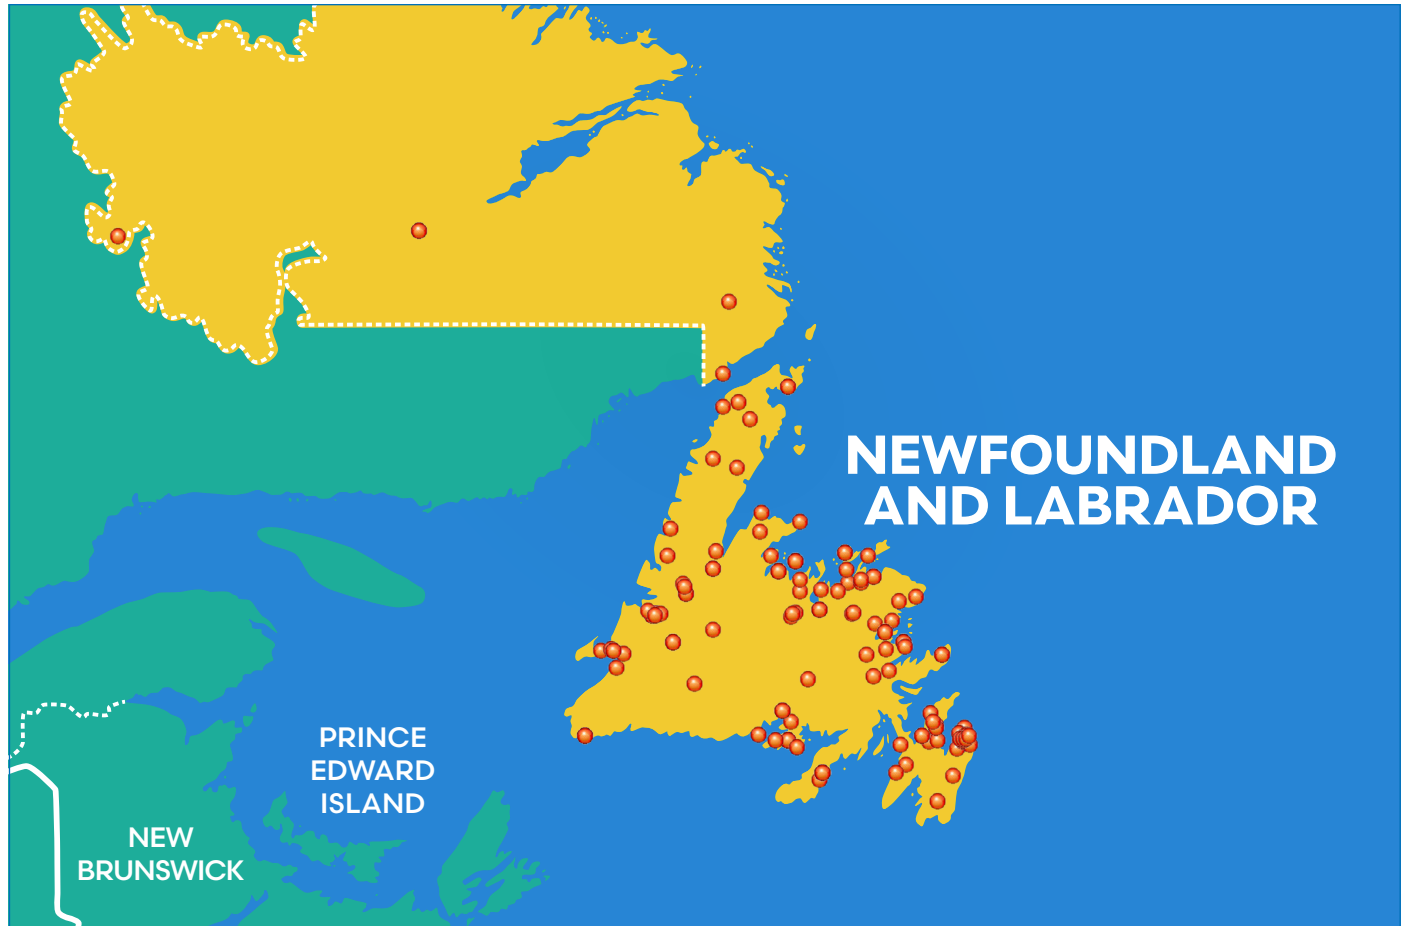 NEWFOUNDLAND
AND LABRADOR
PRINCE
EDWARD
ISLAND
NEW
BRUNSWICK